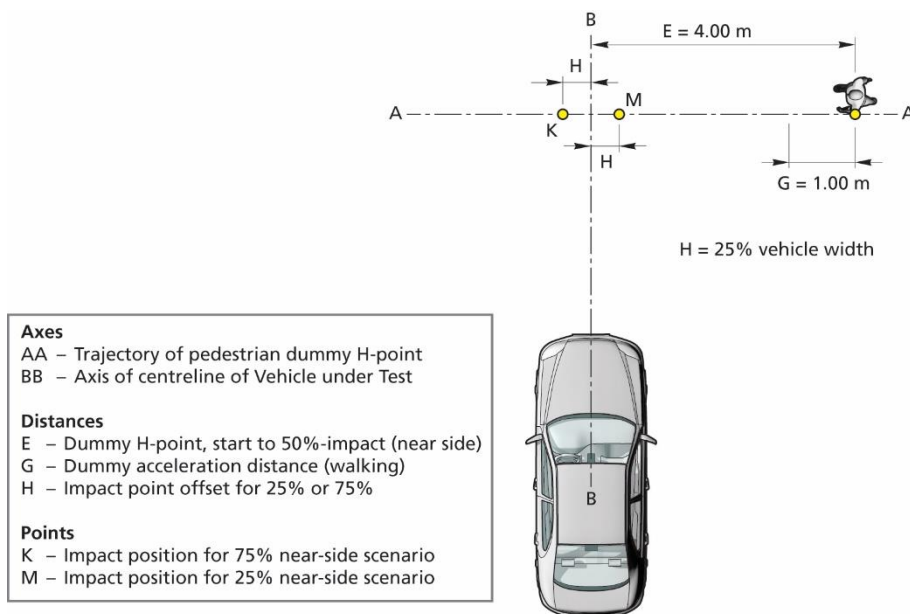 B
E = 4.00 m
H
M
A
A
K
H
G = 1.00 m
H = 25% vehicle width
Axes
AA – Trajectory of pedestrian dummy H-point
BB – Axis of centreline of Vehicle under Test
Distances
E – Dummy H-point, start to 50%-impact (near side)
G – Dummy acceleration distance (walking)
H – Impact point offset for 25% or 75%
Points
K – Impact position for 75% near-side scenario
M – Impact position for 25% near-side scenario
B